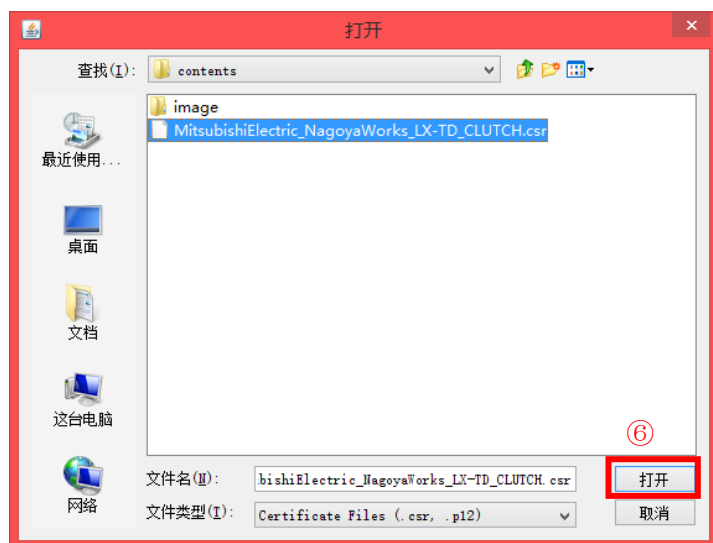 打开
查找(I): contents
image
MitsubishiElectric_NagoyaWorks_LX-TD_CLUTCH.csr
最近使用...
桌面
文档
这台电脑
网络
⑥
文件名(N): bishiElectric_NagoyaWorks_LX-TD_CLUTCH.csr 打开
文件类型(T): Certificate Files (.csr, .p12) 取消